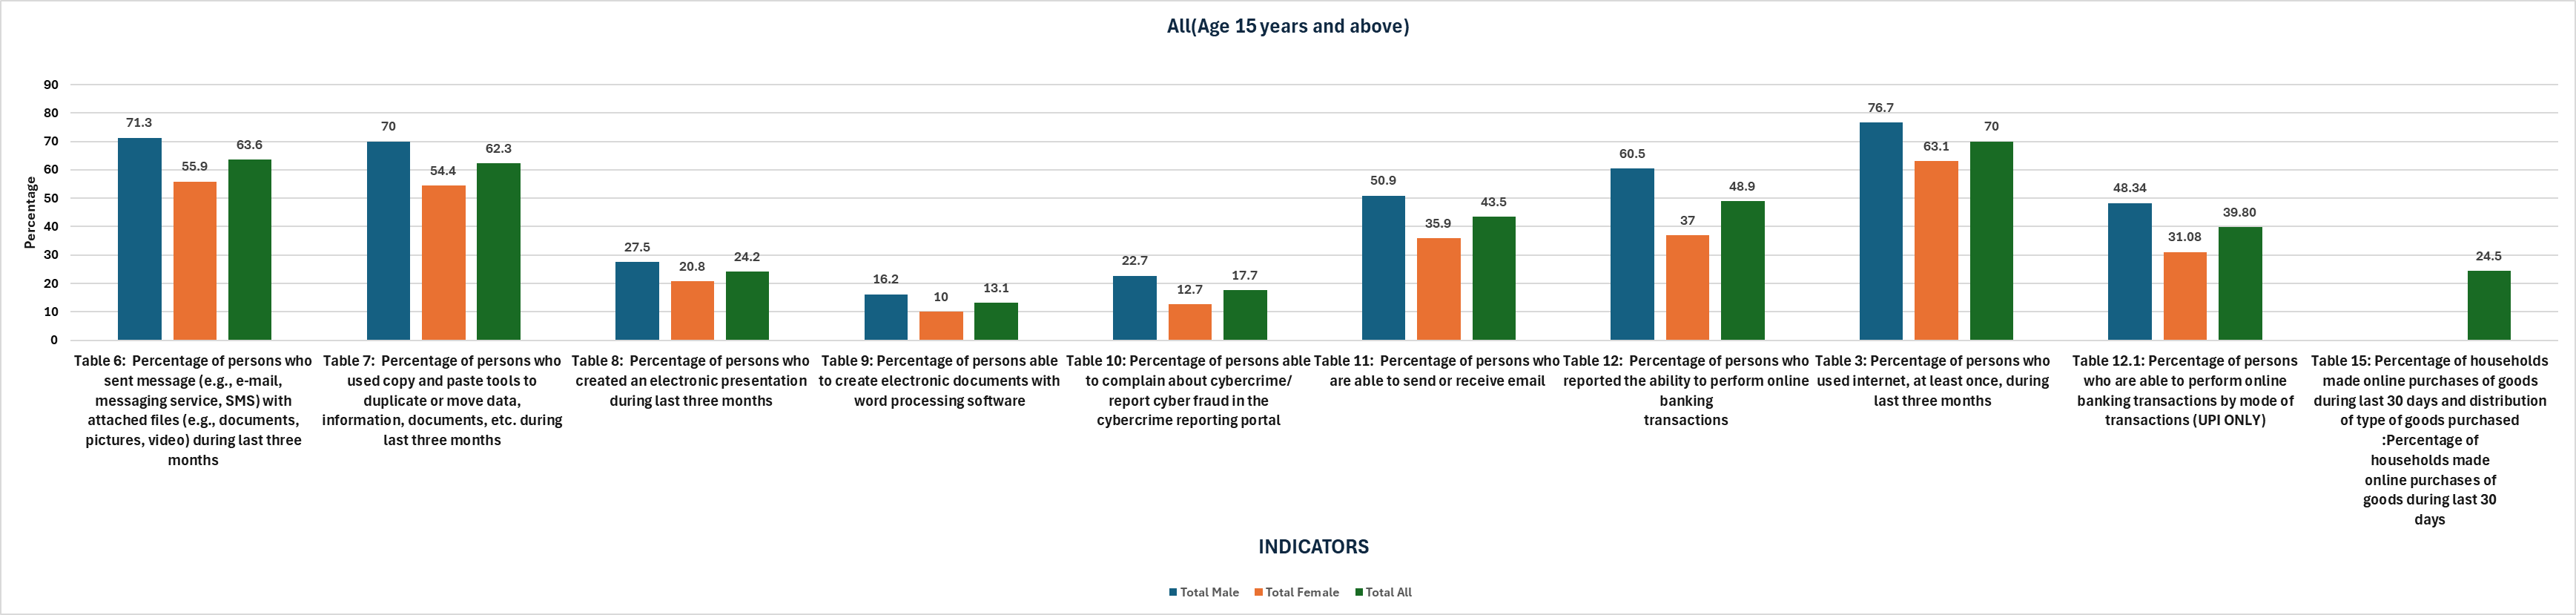 All(Age 15 years and above)
Percentage
90
80
70
60
50
40
30
20
10
0
71.3
55.9
63.6
70
54.4
62.3
27.5
20.8
24.2
16.2
10
13.1
22.7
12.7
17.7
50.9
35.9
43.5
60.5
37
48.9
76.7
63.1
70
48.34
31.08
39.80
24.5
Table 6: Percentage of persons who
sent message (e.g., e-mail,
messaging service, SMS) with
attached files (e.g., documents,
pictures, video) during last three
months
Table 7: Percentage of persons who
used copy and paste tools to
duplicate or move data,
information, documents, etc. during
last three months
Table 8: Percentage of persons who
created an electronic presentation
during last three months
Table 9: Percentage of persons able
to create electronic documents with
word processing software
Table 10: Percentage of persons able
to complain about cybercrime/
report cyber fraud in the
cybercrime reporting portal
Table 11: Percentage of persons who
are able to send or receive email
Table 12: Percentage of persons who
reported the ability to perform online
banking
transactions
Table 3: Percentage of persons who
used internet, at least once, during
last three months
Table 12.1: Percentage of persons
who are able to perform online
banking transactions by mode of
transactions (UPI ONLY)
Table 15: Percentage of households
made online purchases of goods
during last 30 days and distribution
of type of goods purchased
:Percentage of
households made
online purchases of
goods during last 30
days
INDICATORS
Total Male
Total Female
Total All